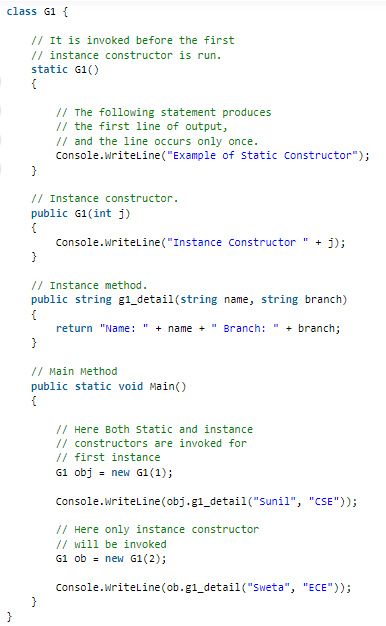 class G1 {
// It is invoked before the first
// instance constructor is run.
static G1()
{
// The following statement produces
// the first line of output,
// and the line occurs only once.
Console.WriteLine("Example of Static Constructor");
}
// Instance constructor.
public G1(int j)
{
Console.WriteLine("Instance Constructor " + j);
}
// Instance method.
public string g1_detail(string name, string branch)
{
return "Name: " + name + " Branch: " + branch;
}
// Main Method
public static void Main()
{
// Here Both Static and instance
// constructors are invoked for
// first instance
G1 obj = new G1(1);
Console.WriteLine(obj.g1_detail("Sunil", "CSE"));
// Here only instance constructor
// will be invoked
G1 ob = new G1(2);
Console.WriteLine(ob.g1_detail("Sweta", "ECE"));
}
}